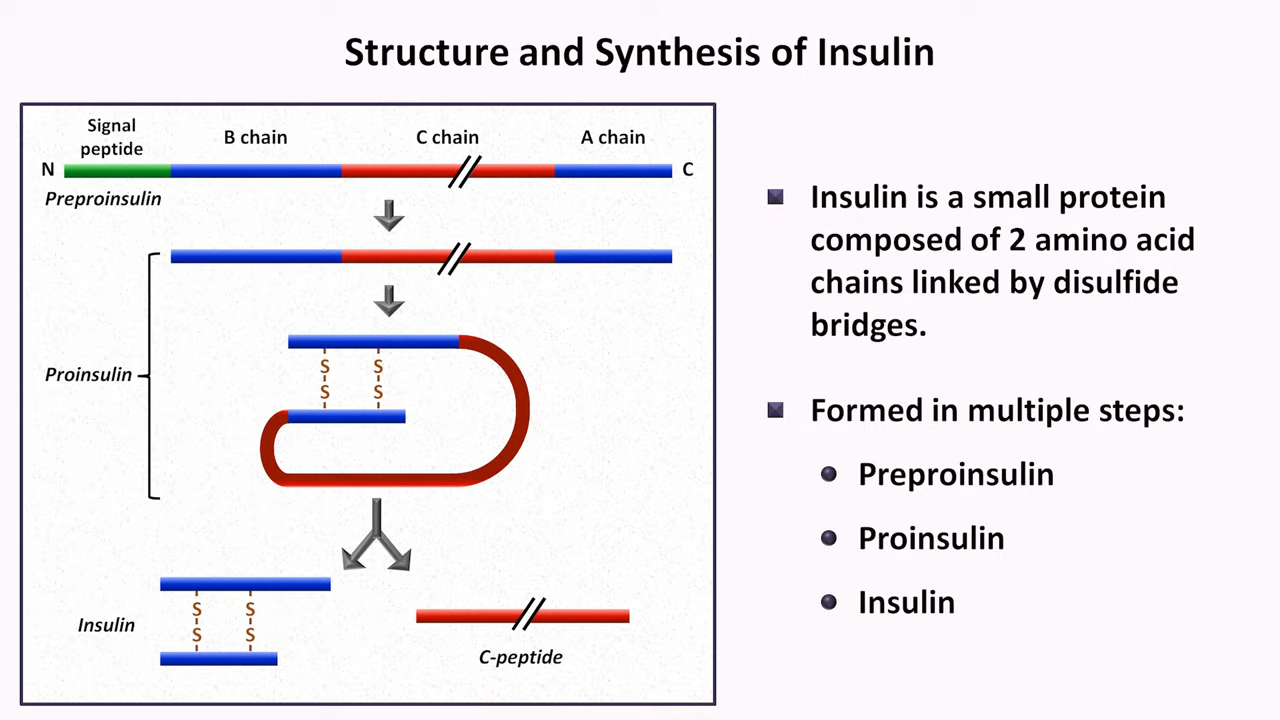 Structure and Synthesis of Insulin
Signal
peptide
B chain
C chain
A chain
N
C
Preproinsulin
Proinsulin
S S
S S
Insulin
S S
S S
C-peptide
Insulin is a small protein
composed of 2 amino acid
chains linked by disulfide
bridges.
Formed in multiple steps:
Preproinsulin
Proinsulin
Insulin